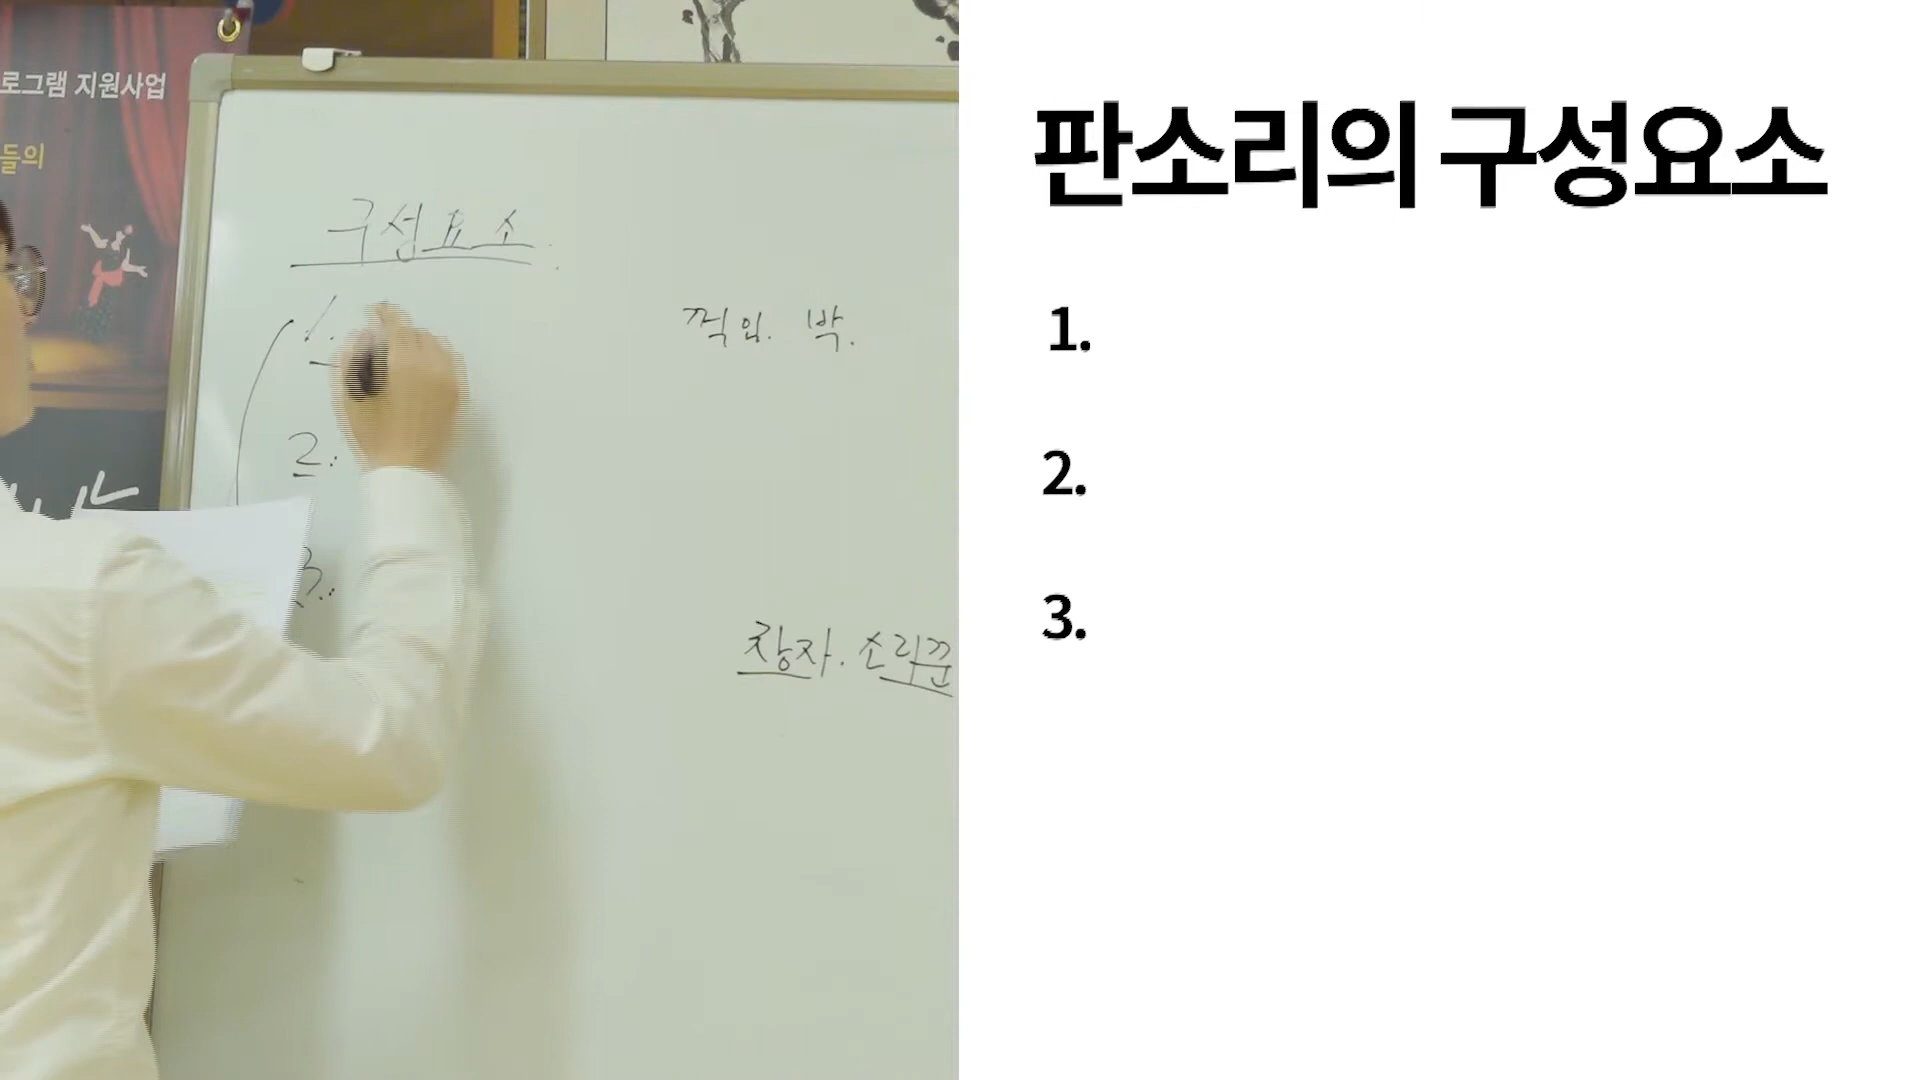 로그램 지원사업
들의
구성요소.
1.
꺽임. 박.
2.
3.
창자. 소리꾼
판소리의 구성요소
1.
2.
3.